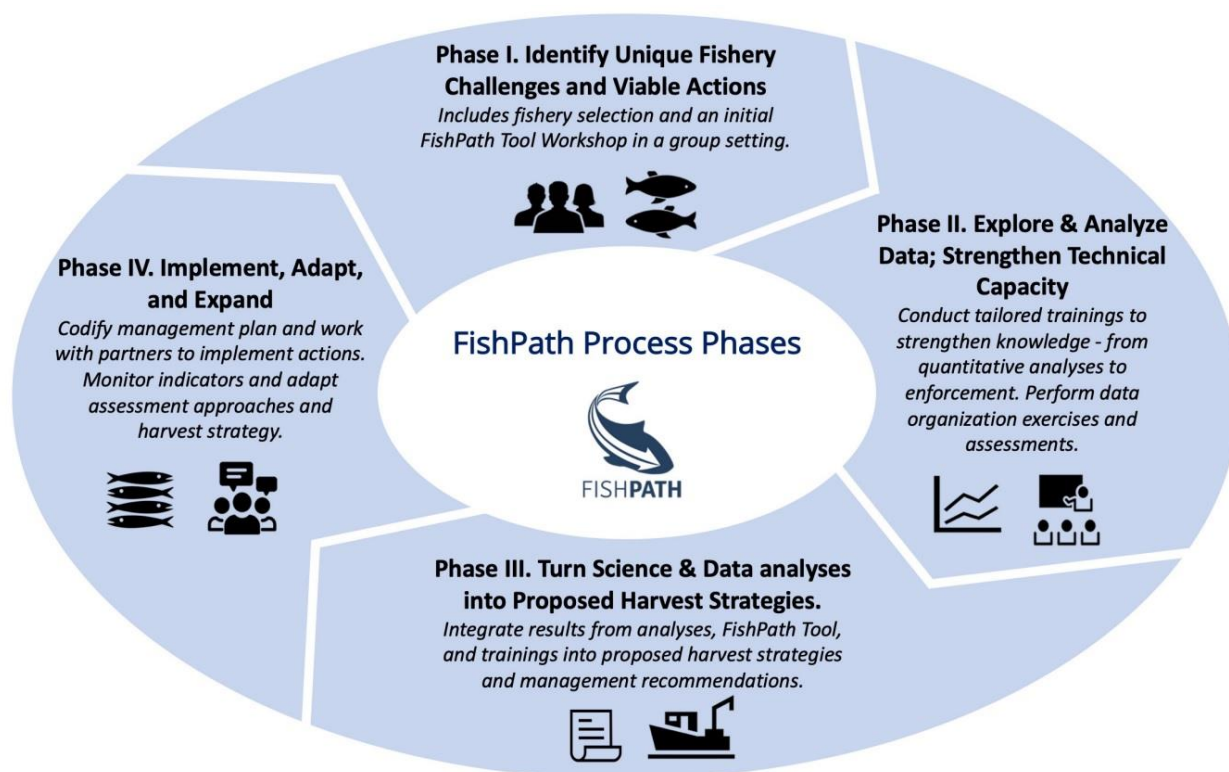 Phase I. Identify Unique Fishery
Challenges and Viable Actions
Includes fishery selection and an initial
FishPath Tool Workshop in a group setting.
Phase II. Explore & Analyze
Data; Strengthen Technical
Capacity
Conduct tailored trainings to
strengthen knowledge - from
quantitative analyses to
enforcement. Perform data
organization exercises and
assessments.
Phase III. Turn Science & Data analyses
into Proposed Harvest Strategies.
Integrate results from analyses, FishPath Tool,
and trainings into proposed harvest strategies
and management recommendations.
Phase IV. Implement, Adapt,
and Expand
Codify management plan and work
with partners to implement actions.
Monitor indicators and adapt
assessment approaches and
harvest strategy.
FishPath Process Phases
FISHPATH